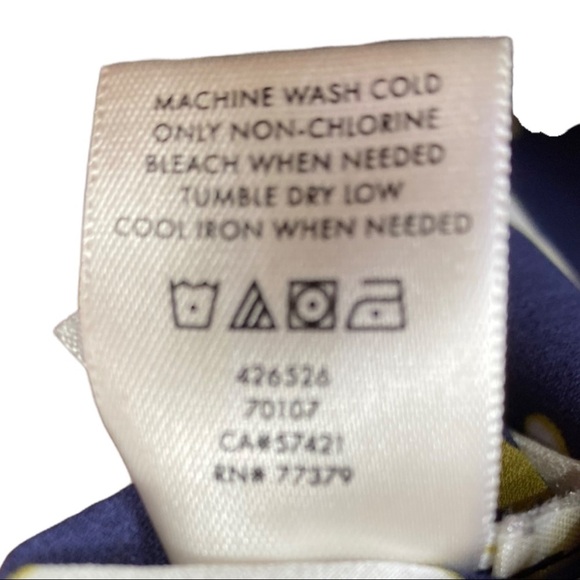 MACHINE WASH COLD
ONLY NON-CHLORINE
BLEACH WHEN NEEDED
TUMBLE DRY LOW
COOL IRON WHEN NEEDED
426526
70107
CA#57421
RN# 77379